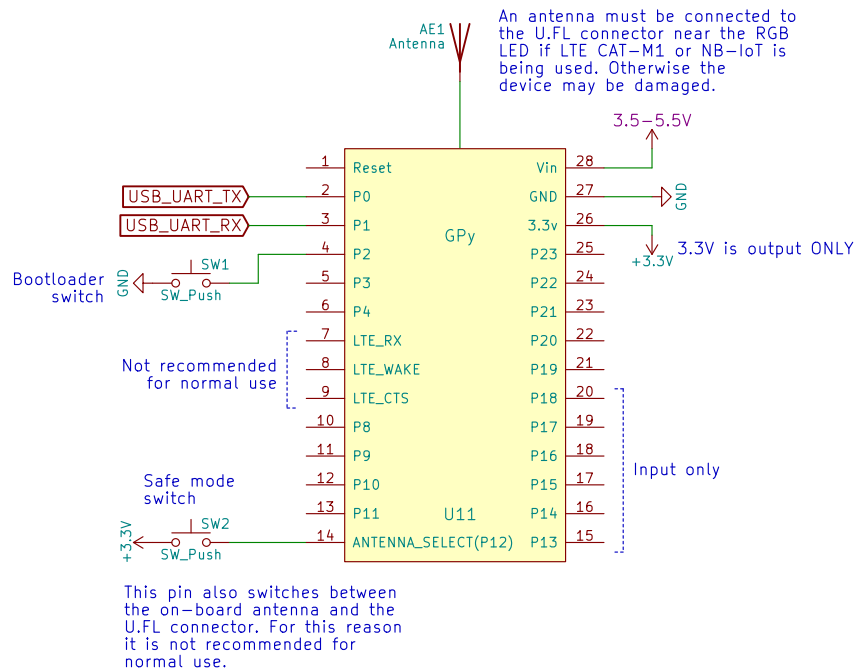 An antenna must be connected to
the U.FL connector near the RGB
LED if LTE CAT-M1 or NB-IoT is
being used. Otherwise the
device may be damaged.
AE1
Antenna
3.5-5.5V
1 Reset
Vin 28
USB_UART_TX
2 P0
GND 27
GND
USB_UART_RX
3 P1
3.3v 26
GPy
4 P2
P23 25
3.3V is output ONLY
+3.3V
Bootloader
switch
GND
SW1
SW_Push
5 P3
P22 24
6 P4
P21 23
7 LTE_RX
P20 22
Not recommended
for normal use
8 LTE_WAKE
P19 21
9 LTE_CTS
P18 20
10 P8
P17 19
11 P9
P16 18
Input only
12 P10
P15 17
Safe mode
switch
13 P11
U11
P14 16
+3.3V
SW2
SW_Push
14 ANTENNA_SELECT(P12)
P13 15
This pin also switches between
the on-board antenna and the
U.FL connector. For this reason
it is not recommended for
normal use.